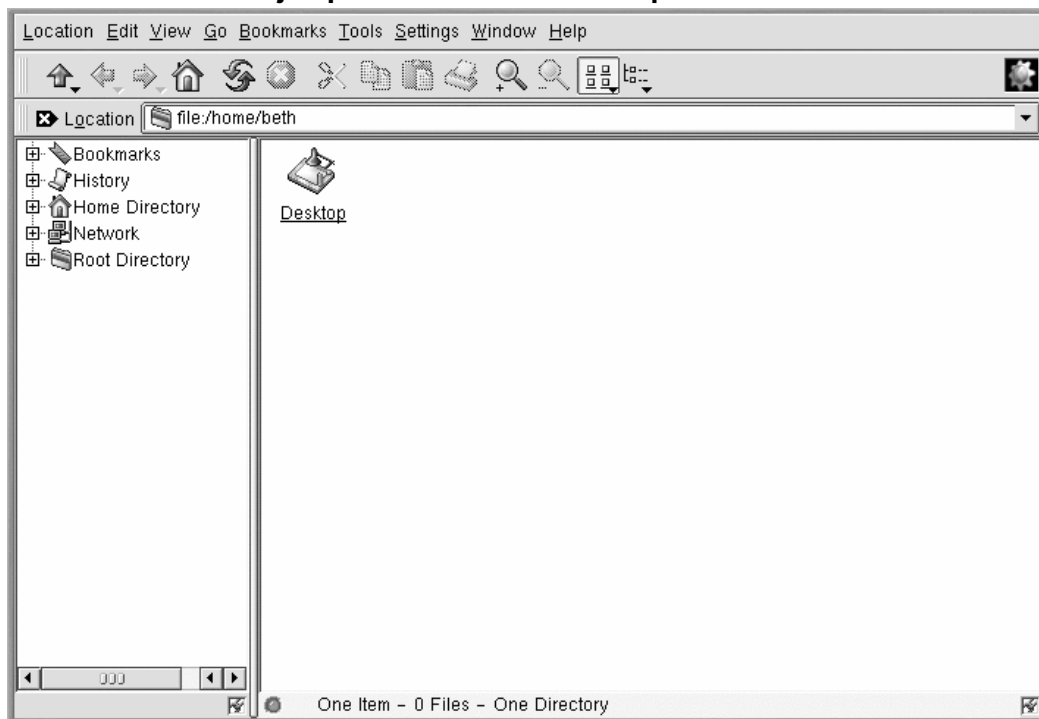 Location Edit View Go Bookmarks Tools Settings Window Help
Location file:/home/beth
Bookmarks
History
Home Directory
Network
Root Directory
Desktop
One Item – 0 Files – One Directory